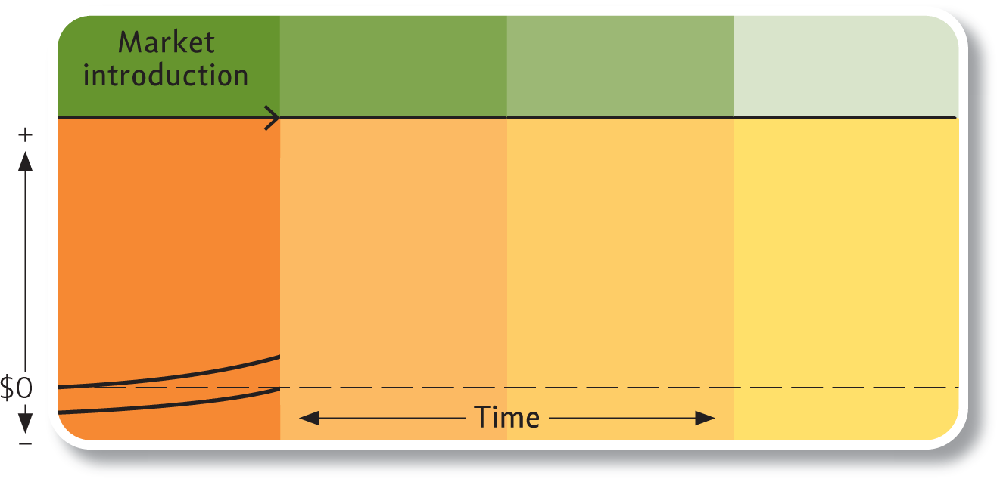 Market
introduction
+
$0
–
Time